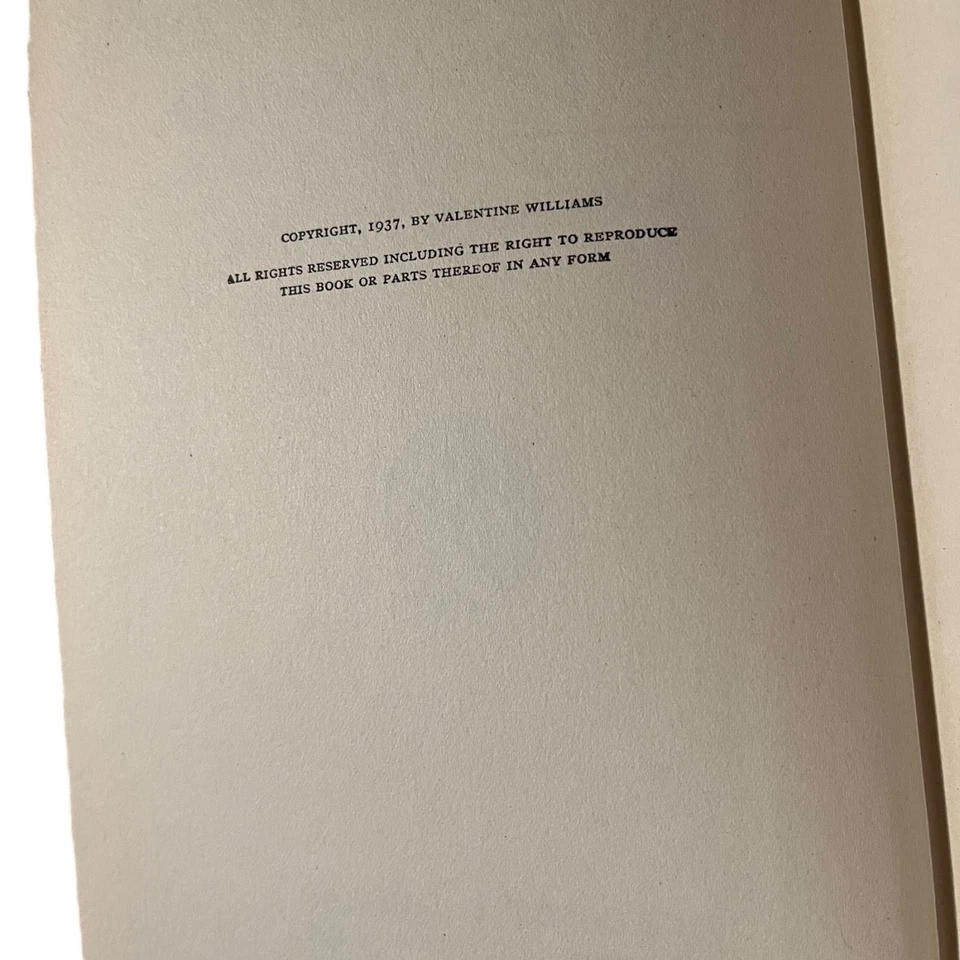 COPYRIGHT, 1937, BY VALENTINE WILLIAMS
ALL RIGHTS RESERVED INCLUDING THE RIGHT TO REPRODUCE
THIS BOOK OR PARTS THEREOF IN ANY FORM